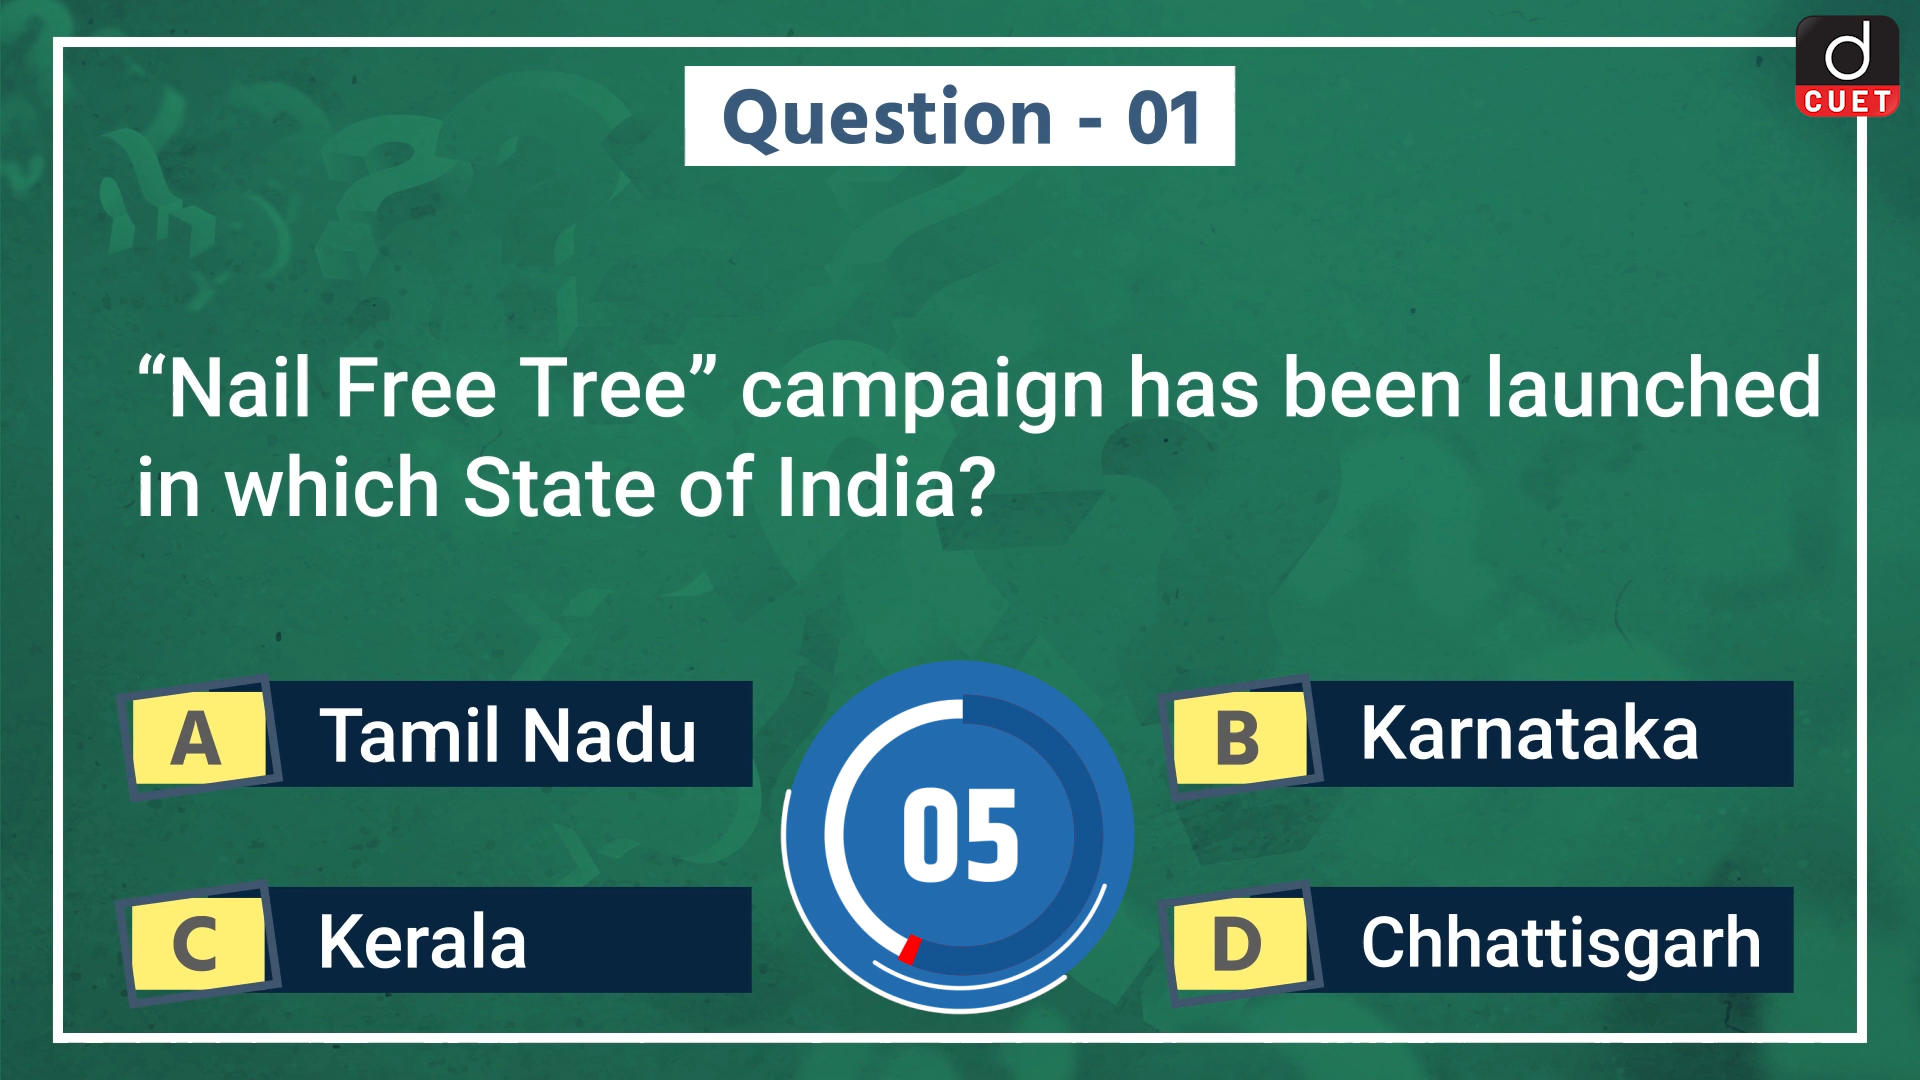 d
CUET
Question - 01
“Nail Free Tree” campaign has been launched
in which State of India?
A Tamil Nadu
B Karnataka
05
C Kerala
D Chhattisgarh